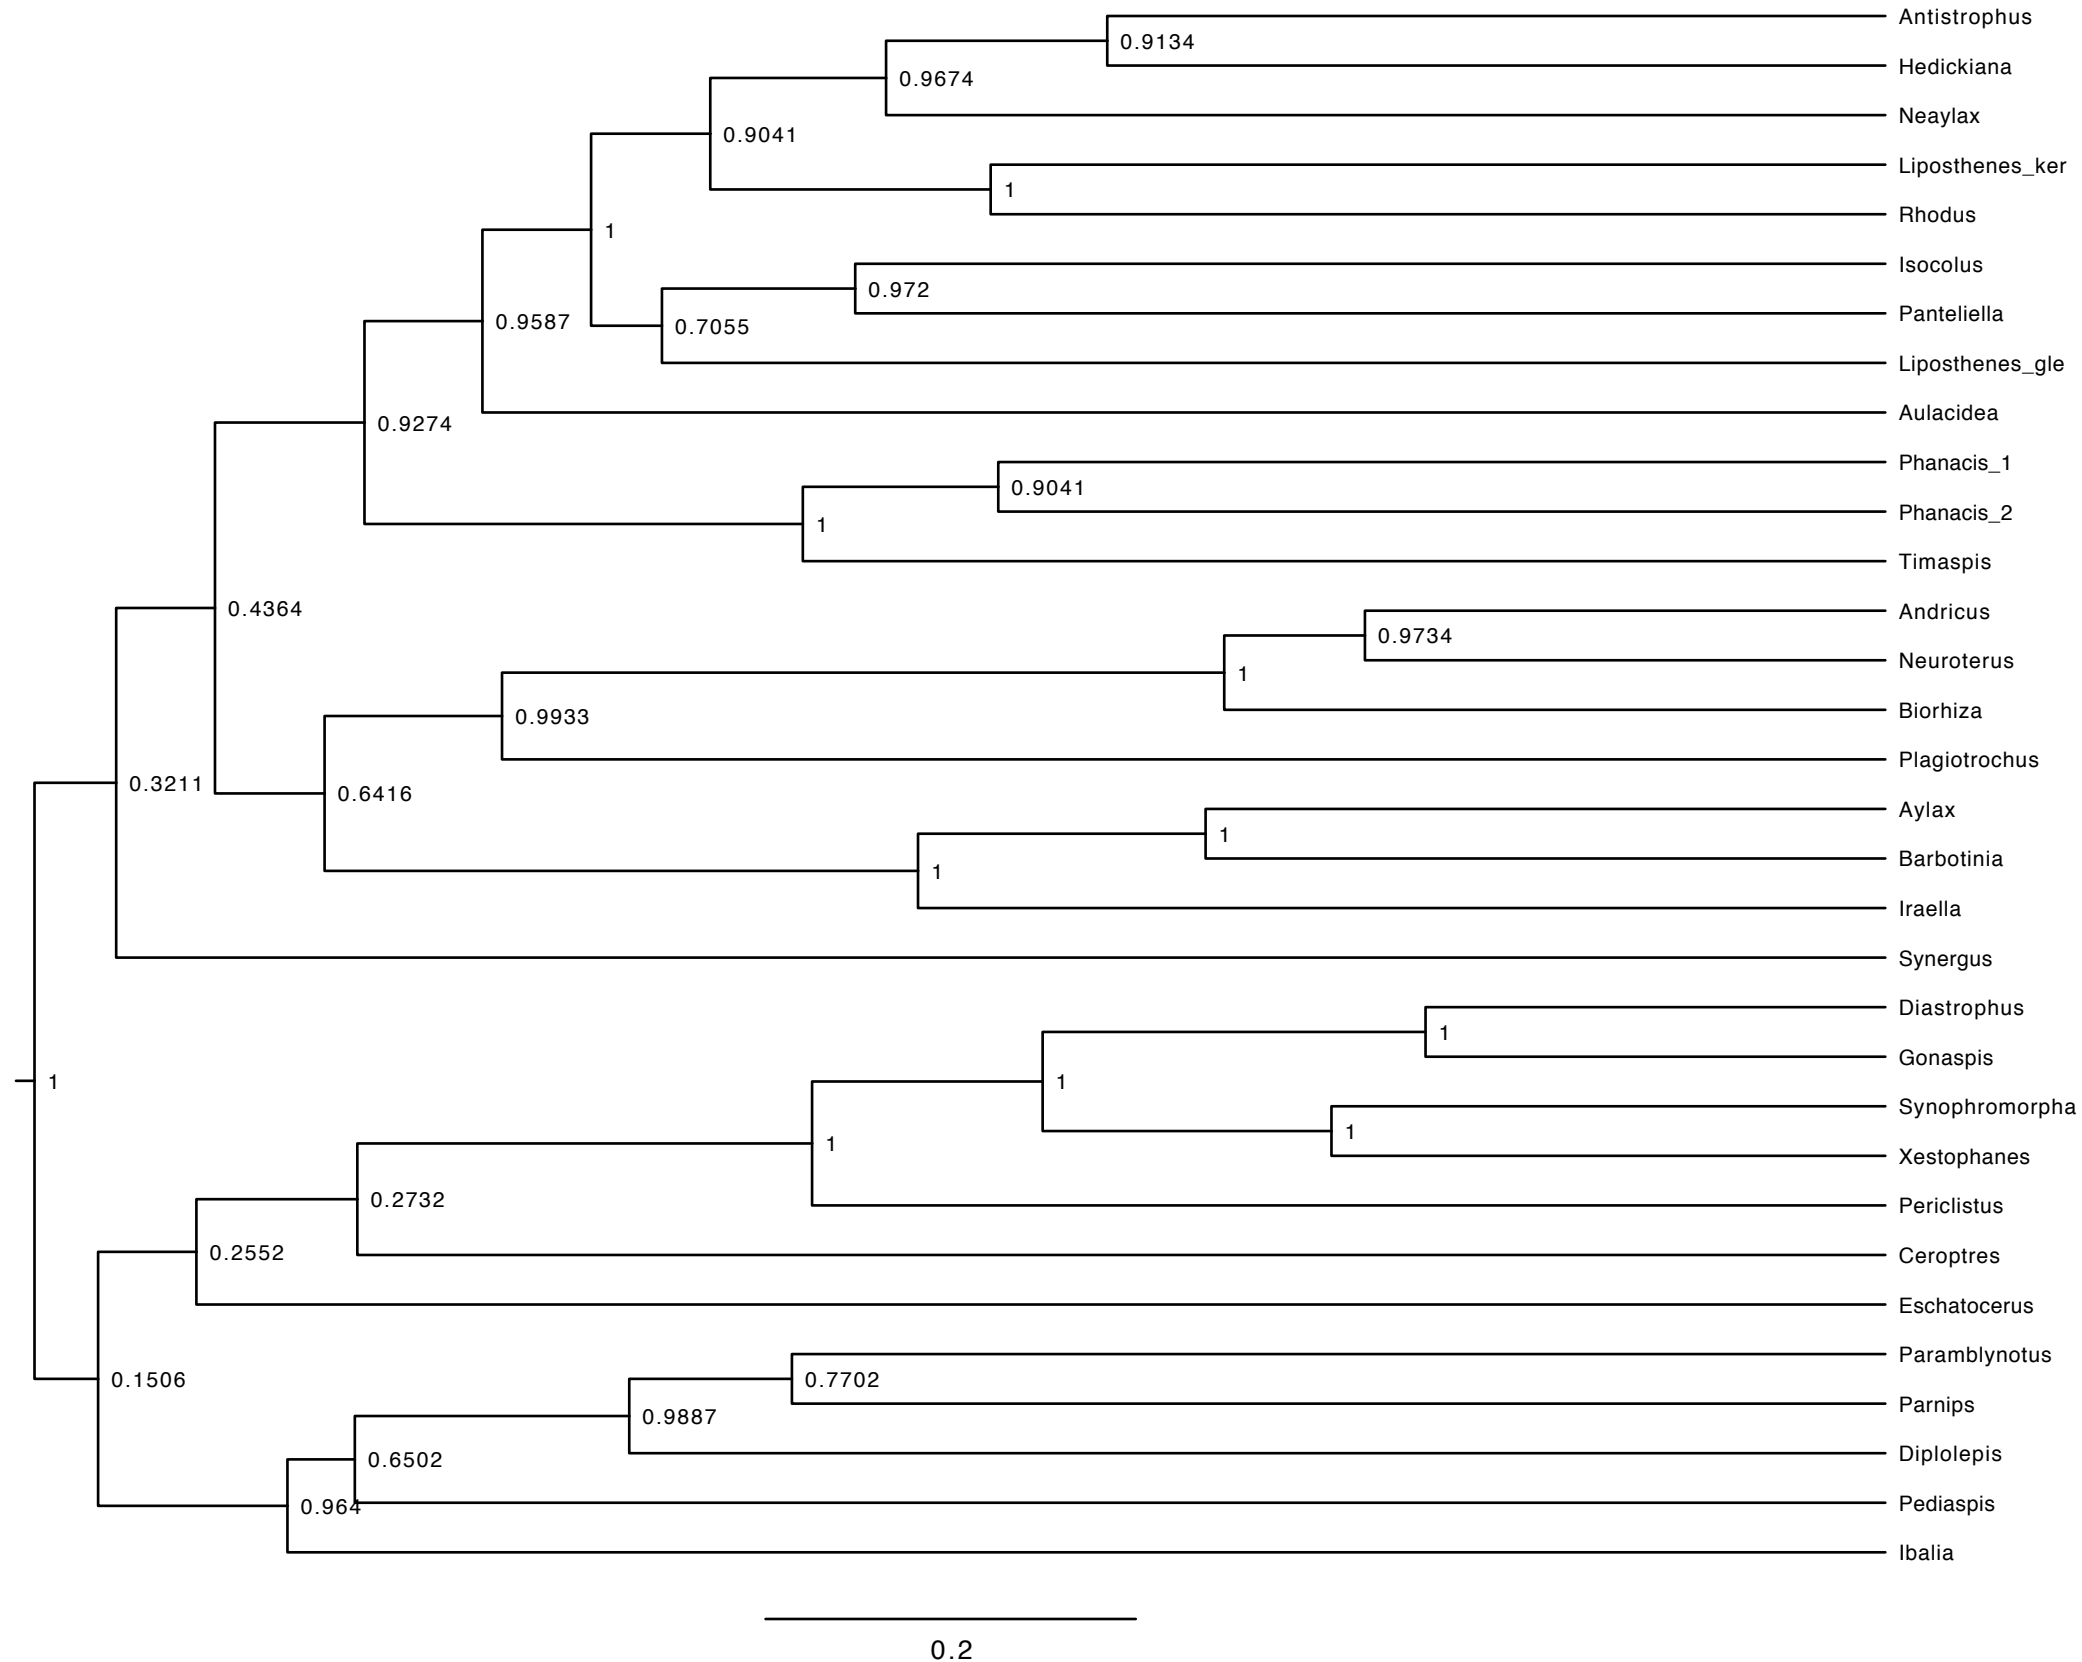 Antistrophus
0.9134
Hedickiana
0.9674
Neaylax
0.9041
Liposthenes_ker
1
Rhodus
1
Isocolus
0.972
Panteliella
0.9587
0.7055
Liposthenes_gle
Aulacidea
0.9274
Phanacis_1
0.9041
Phanacis_2
1
Timaspis
0.4364
Andricus
0.9734
Neuroterus
1
Biorhiza
0.9933
Plagiotrochus
0.3211
0.6416
Aylax
1
Barbotinia
1
Iraella
Synergus
Diastrophus
1
Gonaspis
1
1
Synophromorpha
1
Xestophanes
1
0.2732
Periclistus
0.2552
Ceroptres
Eschatocerus
Paramblynotus
0.1506
0.7702
Parnips
0.9887
Diplolepis
0.6502
0.964
Pediaspis
Ibalia
0.2